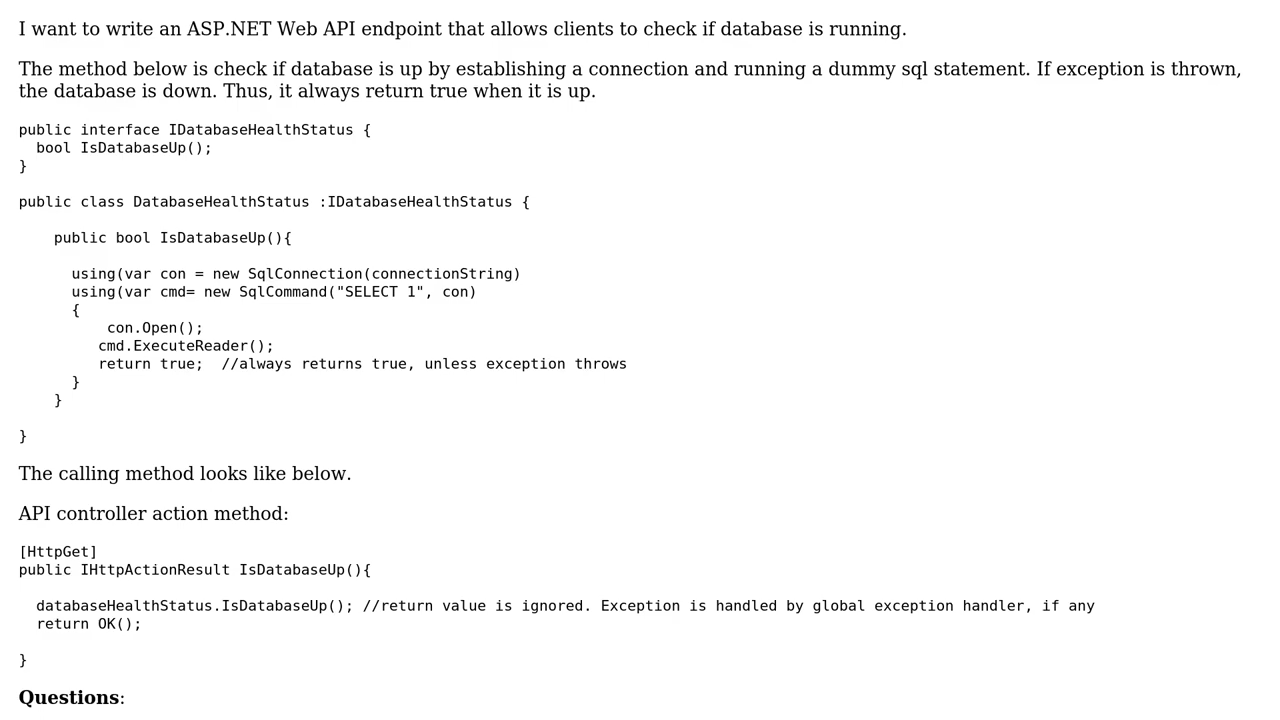 I want to write an ASP.NET Web API endpoint that allows clients to check if database is running.
The method below is check if database is up by establishing a connection and running a dummy sql statement. If exception is thrown,
the database is down. Thus, it always return true when it is up.
public interface IDatabaseHealthStatus {
  bool IsDatabaseUp();
}
public class DatabaseHealthStatus :IDatabaseHealthStatus {
    public bool IsDatabaseUp(){
      using(var con = new SqlConnection(connectionString)
      using(var cmd= new SqlCommand("SELECT 1", con)
      {
          con.Open();
         cmd.ExecuteReader();
         return true;  //always returns true, unless exception throws
      }
    }
}
The calling method looks like below.
API controller action method:
[HttpGet]
public IHttpActionResult IsDatabaseUp(){
  databaseHealthStatus.IsDatabaseUp(); //return value is ignored. Exception is handled by global exception handler, if any
  return OK();
}
Questions: